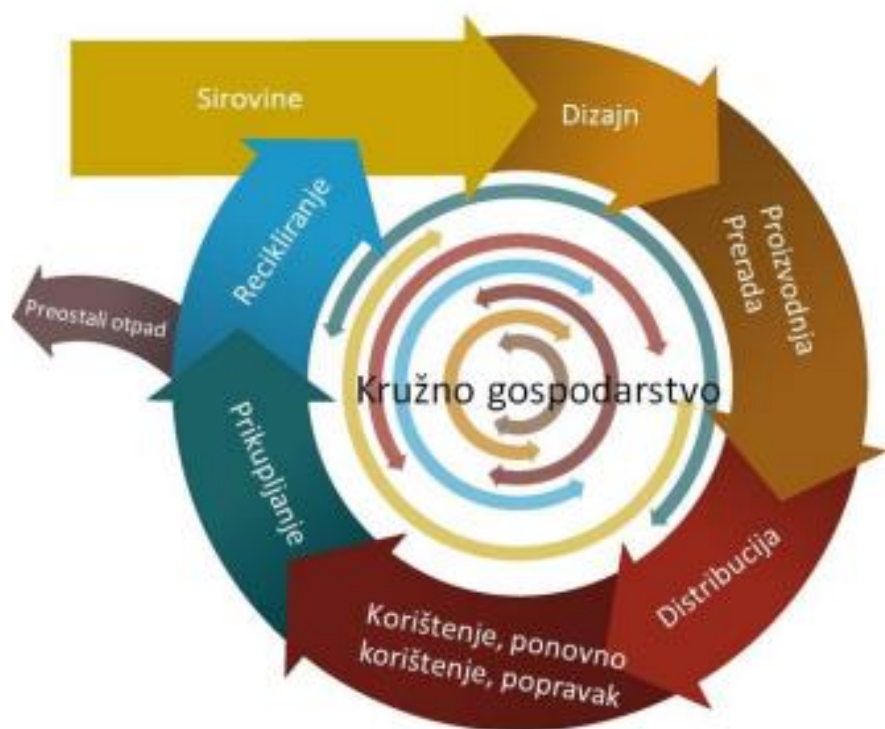 Sirovine
Dizajn
Proizvodnja
Prerada
Distribucija
Korištenje, ponovno
korištenje, popravak
Prikupljanje
Preostali otpad
Recikliranje
Kružno gospodarstvo